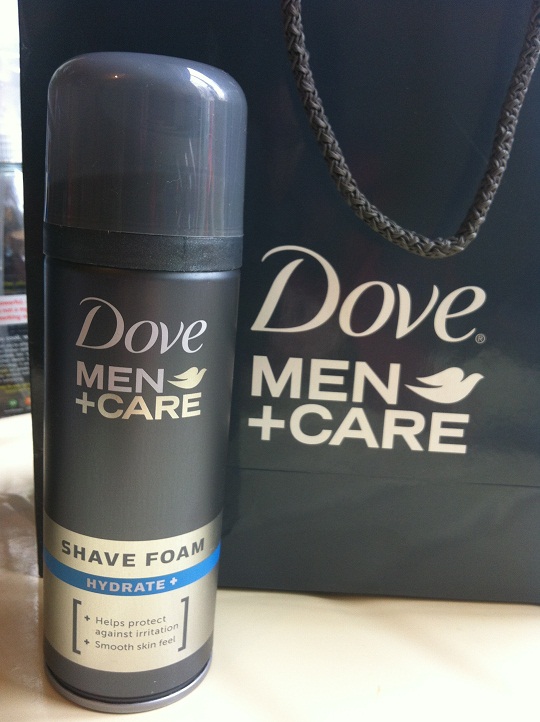 Dove
MEN
+CARE
SHAVE FOAM
HYDRATE +
+ Helps protect
against irritation
+ Smooth skin feel
Dove®
MEN
+CARE